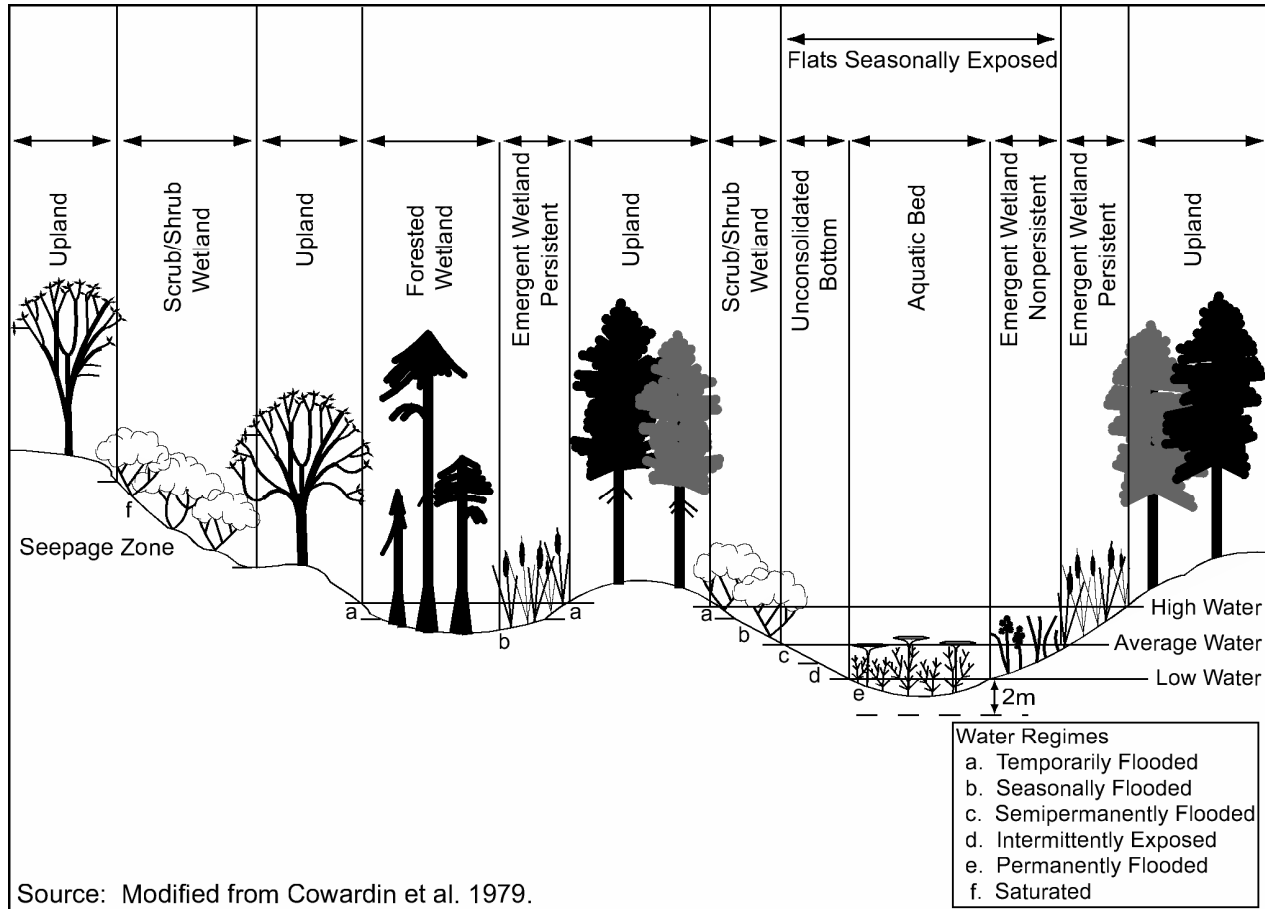 Flats Seasonally Exposed
Upland
Scrub/Shrub
Wetland
Upland
Forested
Wetland
Emergent Wetland
Persistent
Upland
Scrub/Shrub
Wetland
Unconsolidated
Bottom
Aquatic Bed
Emergent Wetland
Nonpersistent
Emergent Wetland
Persistent
Upland
f
Seepage Zone
a
b
a
a
b
c
d
e
High Water
Average Water
Low Water
2m
Water Regimes
a. Temporarily Flooded
b. Seasonally Flooded
c. Semipermanently Flooded
d. Intermittently Exposed
e. Permanently Flooded
f. Saturated
Source: Modified from Cowardin et al. 1979.